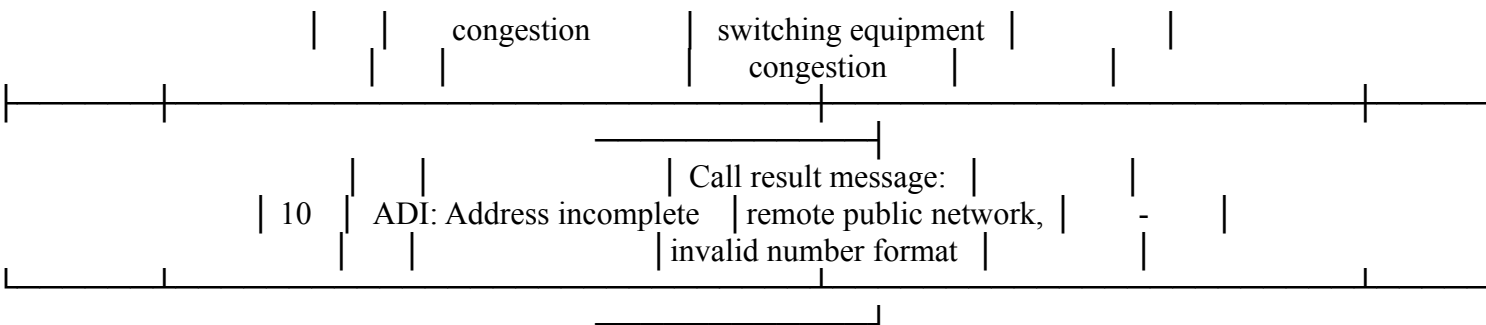 │ │ congestion │ switching equipment │ │
│ │ │ congestion │ │
├─────┼──────────────────────┼──────────────────┼──────────┤
│ │ │ Call result message: │ │
│ 10 │ ADI: Address incomplete │ remote public network, │ - │
│ │ │ invalid number format │ │
└─────┴──────────────────────┴──────────────────┴──────────┘